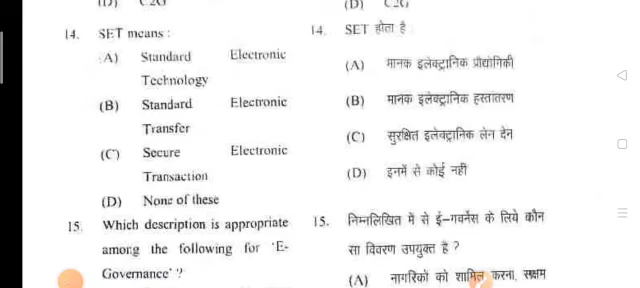 14. SET means :
(A) Standard Electronic
Technology
(B) Standard Electronic
Transfer
(C) Secure Electronic
Transaction
(D) None of these
15. Which description is appropriate
among the following for 'E-
Governance' ?
(D) C2G
14. SET होता है
(A) मानक इलेक्ट्रानिक प्रौद्योगिकी
(B) मानक इलेक्ट्रानिक हस्तांतरण
(C) सुरक्षित इलेक्ट्रानिक लेन देन
(D) इनमें से कोई नहीं
15. निम्नलिखित में से ई-गवर्नेंस के लिये कौन
सा विवरण उपयुक्त है ?
(A) नागरिकों को शामिल करना, सक्षम